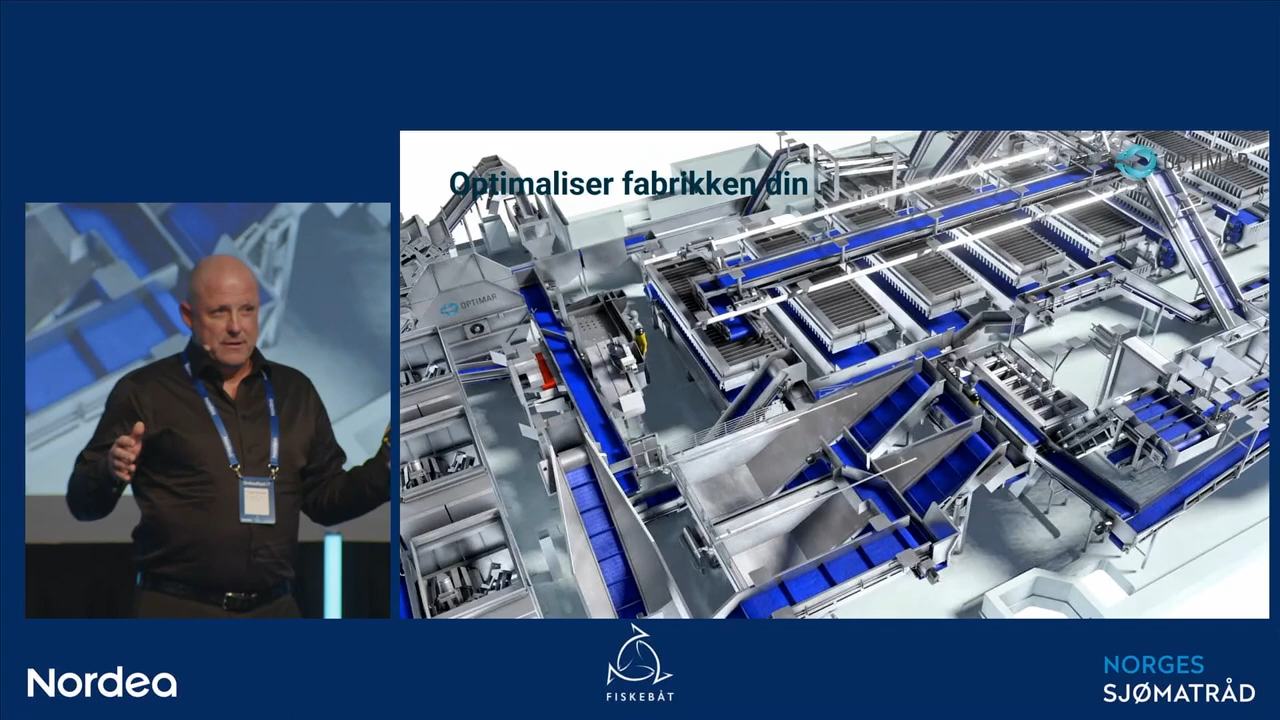 Optimaliser fabrikken din
OPTIMAR
OPTIMAR
Nordea
FISKEBÅT
NORGES
SJØMATRÅD